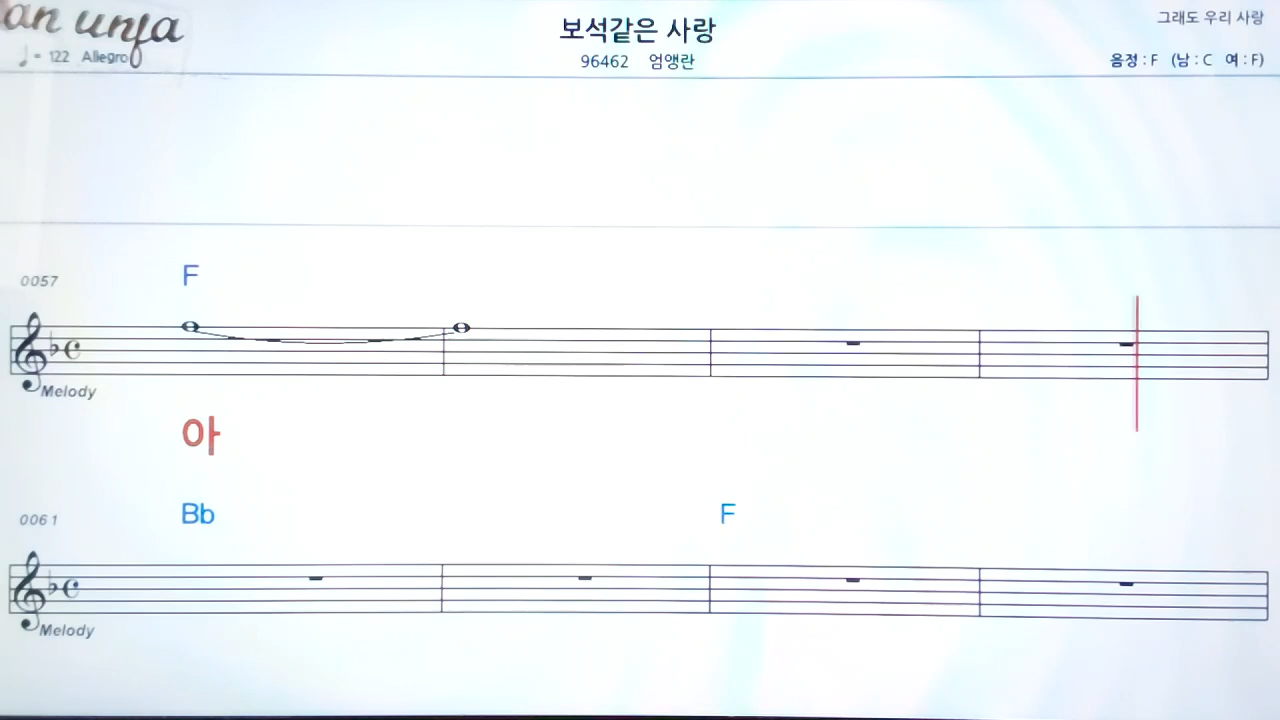 an unja
보석같은 사랑
그래도 우리 사랑
♩= 122 Allegro
96462 엄앵란
음정 : F (남 : C 여 : F)
0057
F
Melody
아
0061
Bb F
Melody